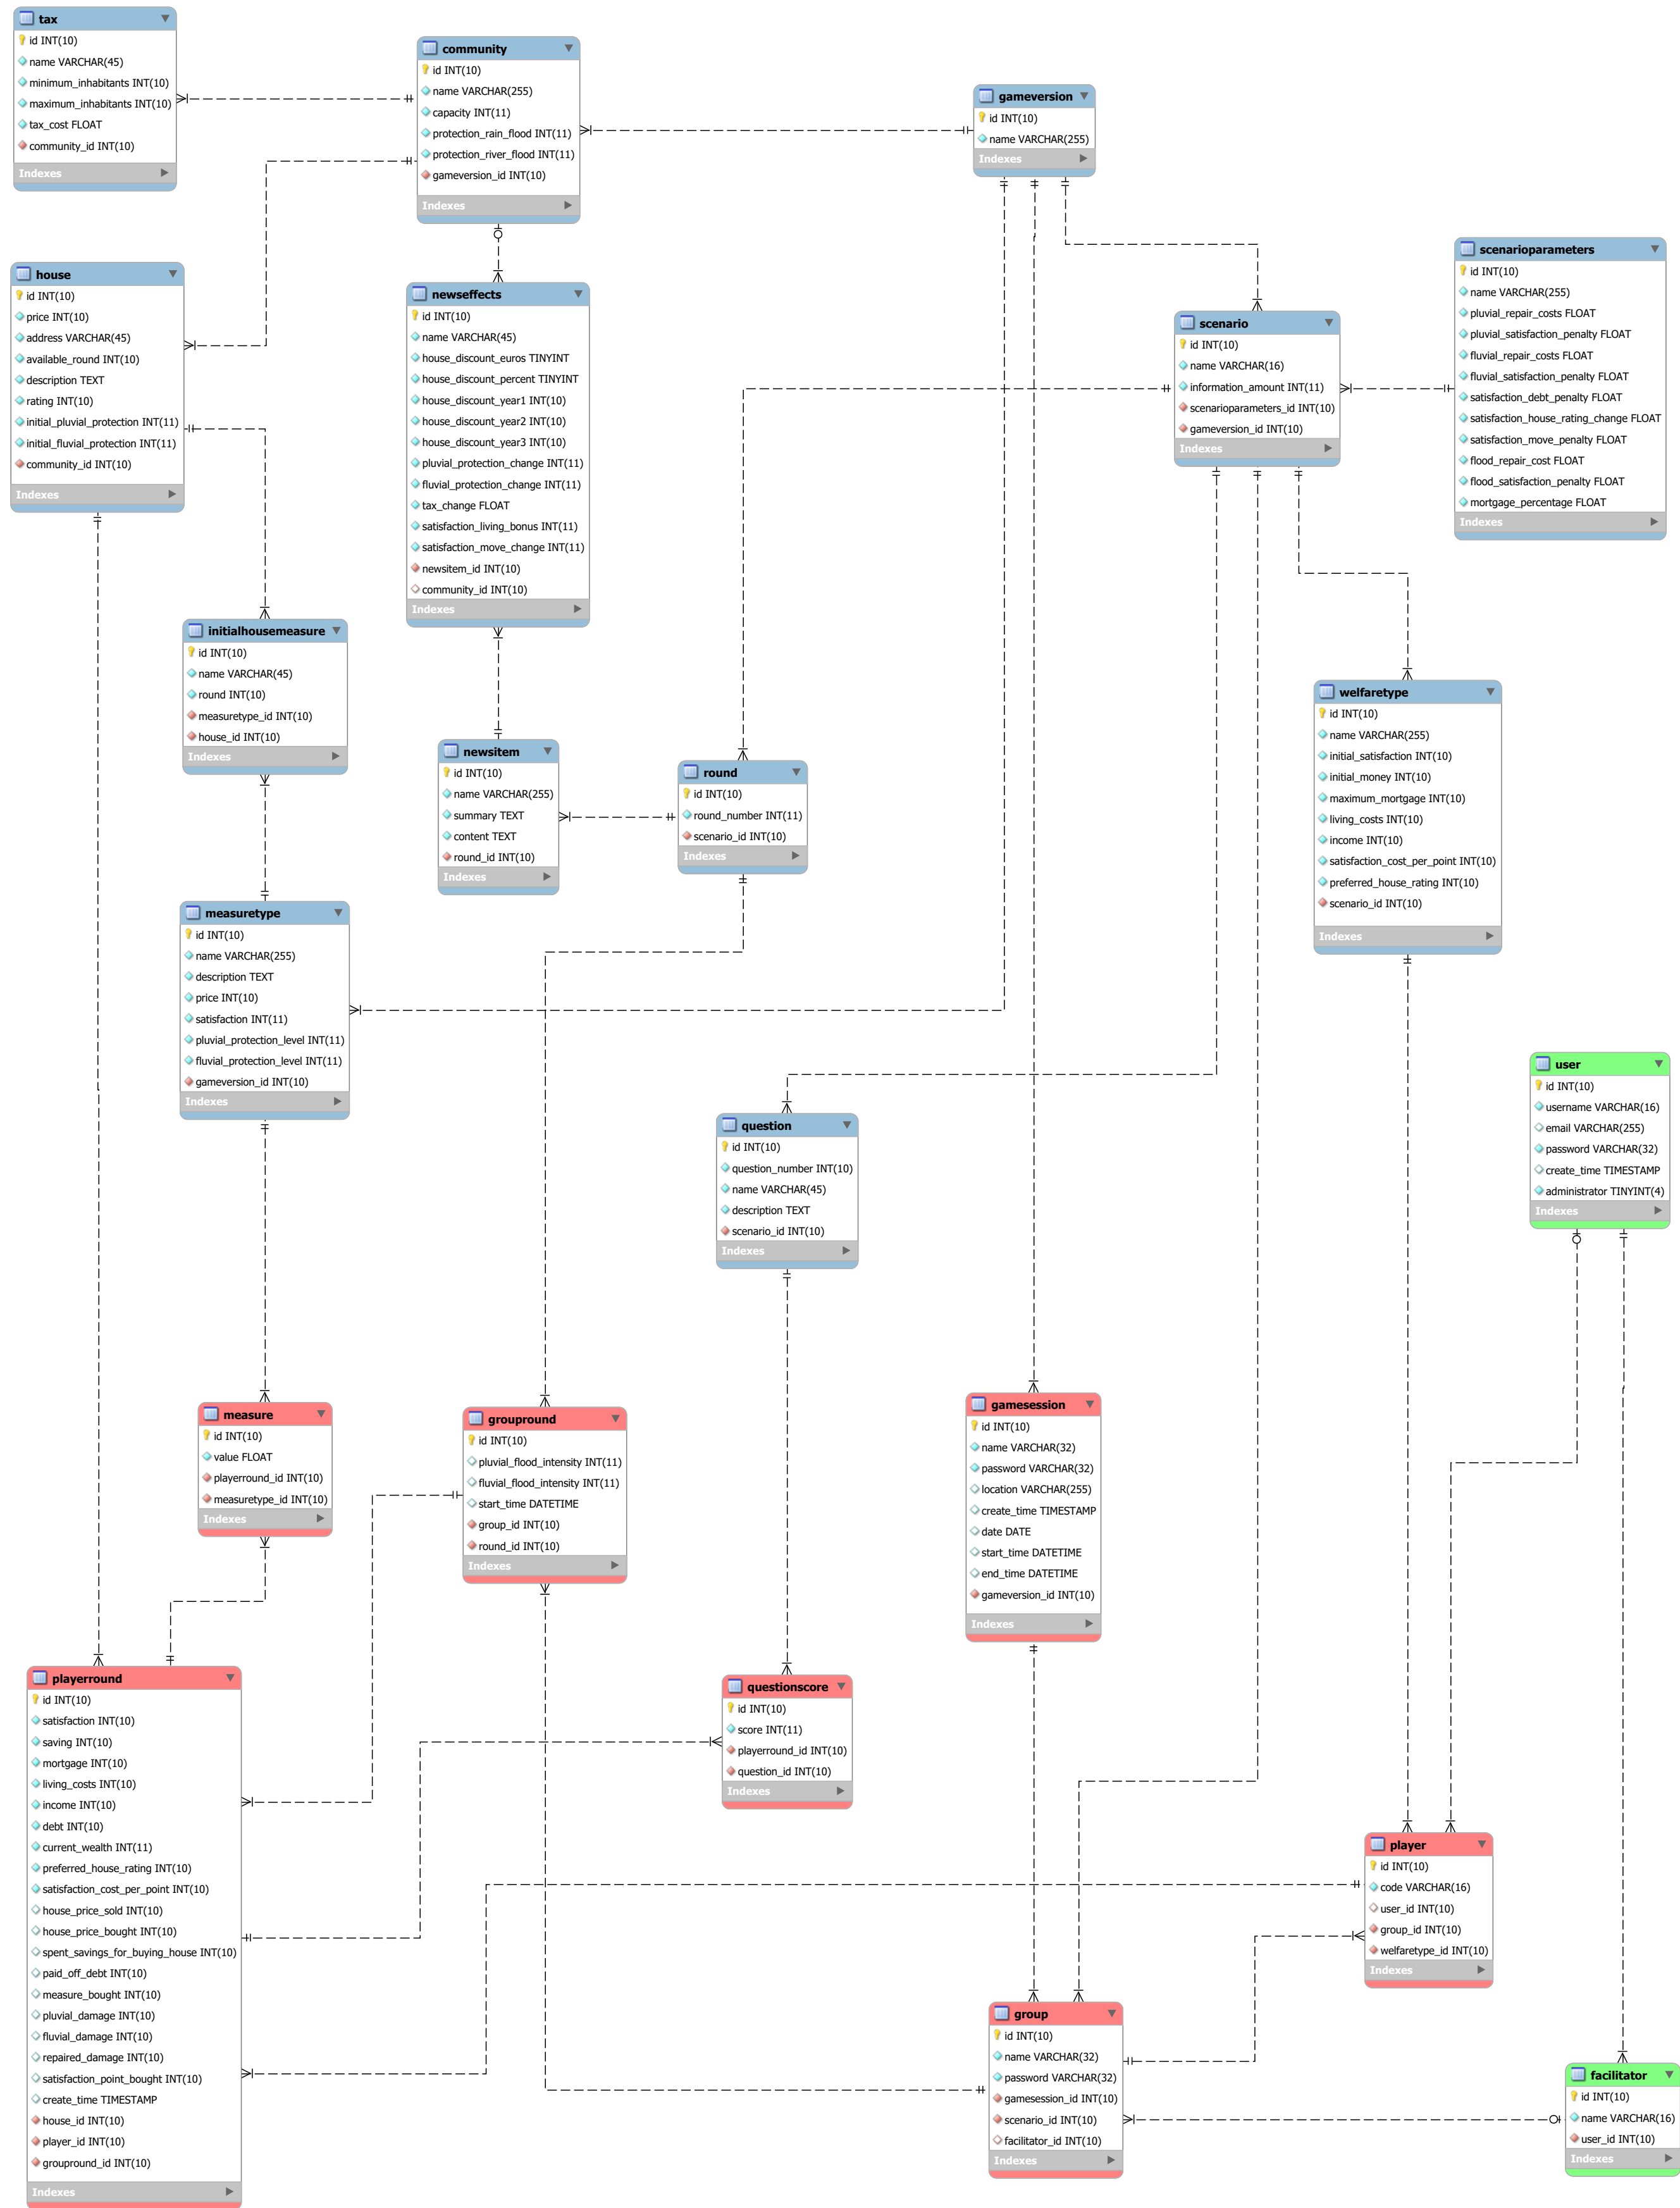 tax
id INT(10)
name VARCHAR(45)
minimum_inhabitants INT(10)
maximum_inhabitants INT(10)
tax_cost FLOAT
community_id INT(10)
Indexes
community
id INT(10)
name VARCHAR(255)
capacity INT(11)
protection_rain_flood INT(11)
protection_river_flood INT(11)
gameversion_id INT(10)
Indexes
gameversion
id INT(10)
name VARCHAR(255)
Indexes
house
id INT(10)
price INT(10)
address VARCHAR(45)
available_round INT(10)
description TEXT
rating INT(10)
initial_pluvial_protection INT(11)
initial_fluvial_protection INT(11)
community_id INT(10)
Indexes
newseffects
id INT(10)
name VARCHAR(45)
house_discount_euros TINYINT
house_discount_percent TINYINT
house_discount_year1 INT(10)
house_discount_year2 INT(10)
house_discount_year3 INT(10)
pluvial_protection_change INT(11)
fluvial_protection_change INT(11)
tax_change FLOAT
satisfaction_living_bonus INT(11)
satisfaction_move_change INT(11)
newsitem_id INT(10)
community_id INT(10)
Indexes
scenario
id INT(10)
name VARCHAR(16)
information_amount INT(11)
scenarioparameters_id INT(10)
gameversion_id INT(10)
Indexes
scenarioparameters
id INT(10)
name VARCHAR(255)
pluvial_repair_costs FLOAT
pluvial_satisfaction_penalty FLOAT
fluvial_repair_costs FLOAT
fluvial_satisfaction_penalty FLOAT
satisfaction_debt_penalty FLOAT
satisfaction_house_rating_change FLOAT
satisfaction_move_penalty FLOAT
flood_repair_cost FLOAT
flood_satisfaction_penalty FLOAT
mortgage_percentage FLOAT
Indexes
initialhousemeasure
id INT(10)
name VARCHAR(45)
round INT(10)
measuretype_id INT(10)
house_id INT(10)
Indexes
newsitem
id INT(10)
name VARCHAR(255)
summary TEXT
content TEXT
round_id INT(10)
Indexes
round
id INT(10)
round_number INT(11)
scenario_id INT(10)
Indexes
welfaretype
id INT(10)
name VARCHAR(255)
initial_satisfaction INT(10)
initial_money INT(10)
maximum_mortgage INT(10)
living_costs INT(10)
income INT(10)
satisfaction_cost_per_point INT(10)
preferred_house_rating INT(10)
scenario_id INT(10)
Indexes
measuretype
id INT(10)
name VARCHAR(255)
description TEXT
price INT(10)
satisfaction INT(11)
pluvial_protection_level INT(11)
fluvial_protection_level INT(11)
gameversion_id INT(10)
Indexes
question
id INT(10)
question_number INT(10)
name VARCHAR(45)
description TEXT
scenario_id INT(10)
Indexes
user
id INT(10)
username VARCHAR(16)
email VARCHAR(255)
password VARCHAR(32)
create_time TIMESTAMP
administrator TINYINT(4)
Indexes
measure
id INT(10)
value FLOAT
playerround_id INT(10)
measuretype_id INT(10)
Indexes
groupround
id INT(10)
pluvial_flood_intensity INT(11)
fluvial_flood_intensity INT(11)
start_time DATETIME
group_id INT(10)
round_id INT(10)
Indexes
gamesession
id INT(10)
name VARCHAR(32)
password VARCHAR(32)
location VARCHAR(255)
create_time TIMESTAMP
date DATE
start_time DATETIME
end_time DATETIME
gameversion_id INT(10)
Indexes
playerround
id INT(10)
satisfaction INT(10)
saving INT(10)
mortgage INT(10)
living_costs INT(10)
income INT(10)
debt INT(10)
current_wealth INT(11)
preferred_house_rating INT(10)
satisfaction_cost_per_point INT(10)
house_price_sold INT(10)
house_price_bought INT(10)
spent_savings_for_buying_house INT(10)
paid_off_debt INT(10)
measure_bought INT(10)
pluvial_damage INT(10)
fluvial_damage INT(10)
repaired_damage INT(10)
satisfaction_point_bought INT(10)
create_time TIMESTAMP
house_id INT(10)
player_id INT(10)
groupround_id INT(10)
Indexes
questionscore
id INT(10)
score INT(11)
playerround_id INT(10)
question_id INT(10)
Indexes
player
id INT(10)
code VARCHAR(16)
user_id INT(10)
group_id INT(10)
welfaretype_id INT(10)
Indexes
group
id INT(10)
name VARCHAR(32)
password VARCHAR(32)
gamesession_id INT(10)
scenario_id INT(10)
facilitator_id INT(10)
Indexes
facilitator
id INT(10)
name VARCHAR(16)
user_id INT(10)
Indexes